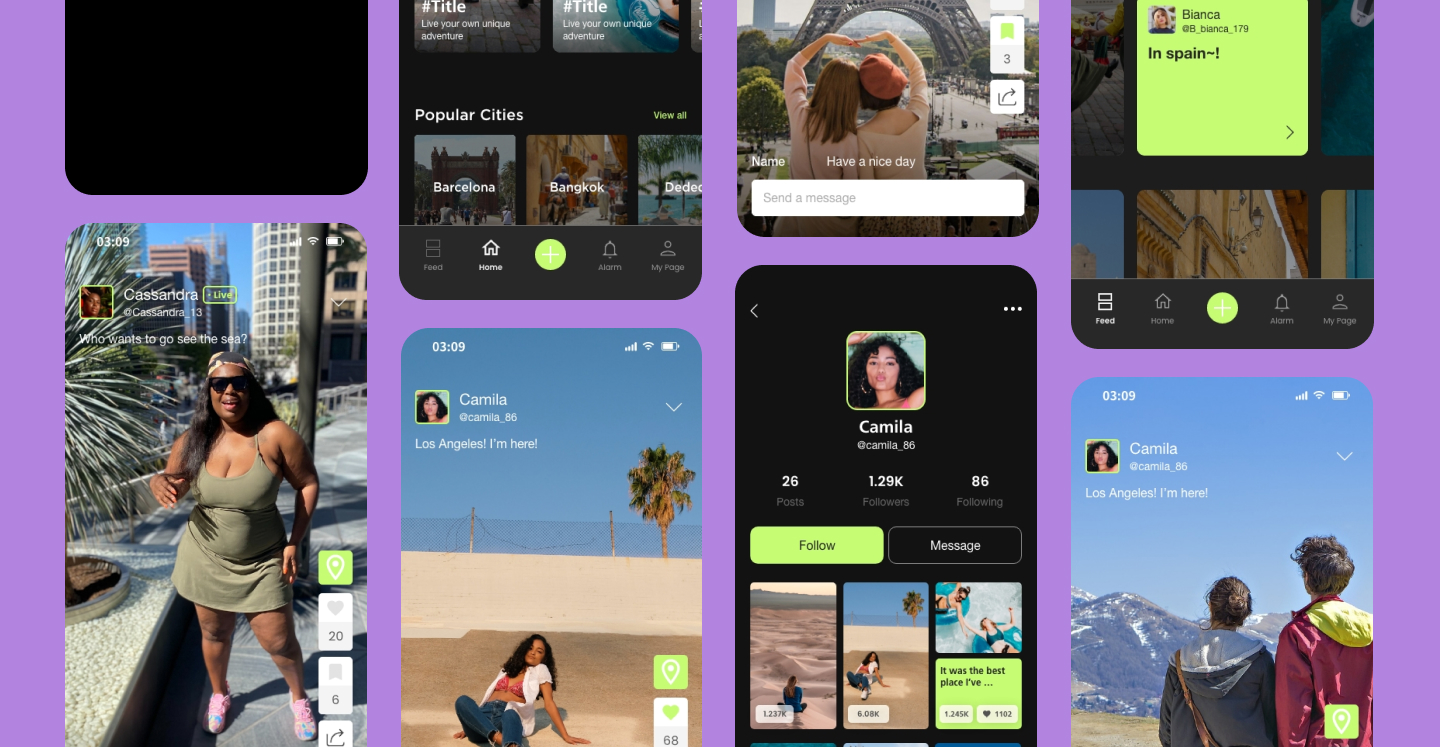 #Title
Live your own unique
adventure
#Title
Live your own unique
adventure
Popular Cities
View all
Barcelona
Bangkok
Feed
Home
Alarm
My Page
3
Name
Have a nice day
Send a message
Bianca
@B_bianca_179
In spain~!
Feed
Home
Alarm
My Page
03:09
Cassandra
• Live
@Cassandra_13
Who wants to go see the sea?
20
6
03:09
Camila
@camila_86
Los Angeles! I'm here!
68
Camila
@camila_86
26
Posts
1.29K
Followers
86
Following
Follow
Message
1.237K
6.08K
It was the best
place I've ...
1.245K
1102
03:09
Camila
@camila_86
Los Angeles! I'm here!